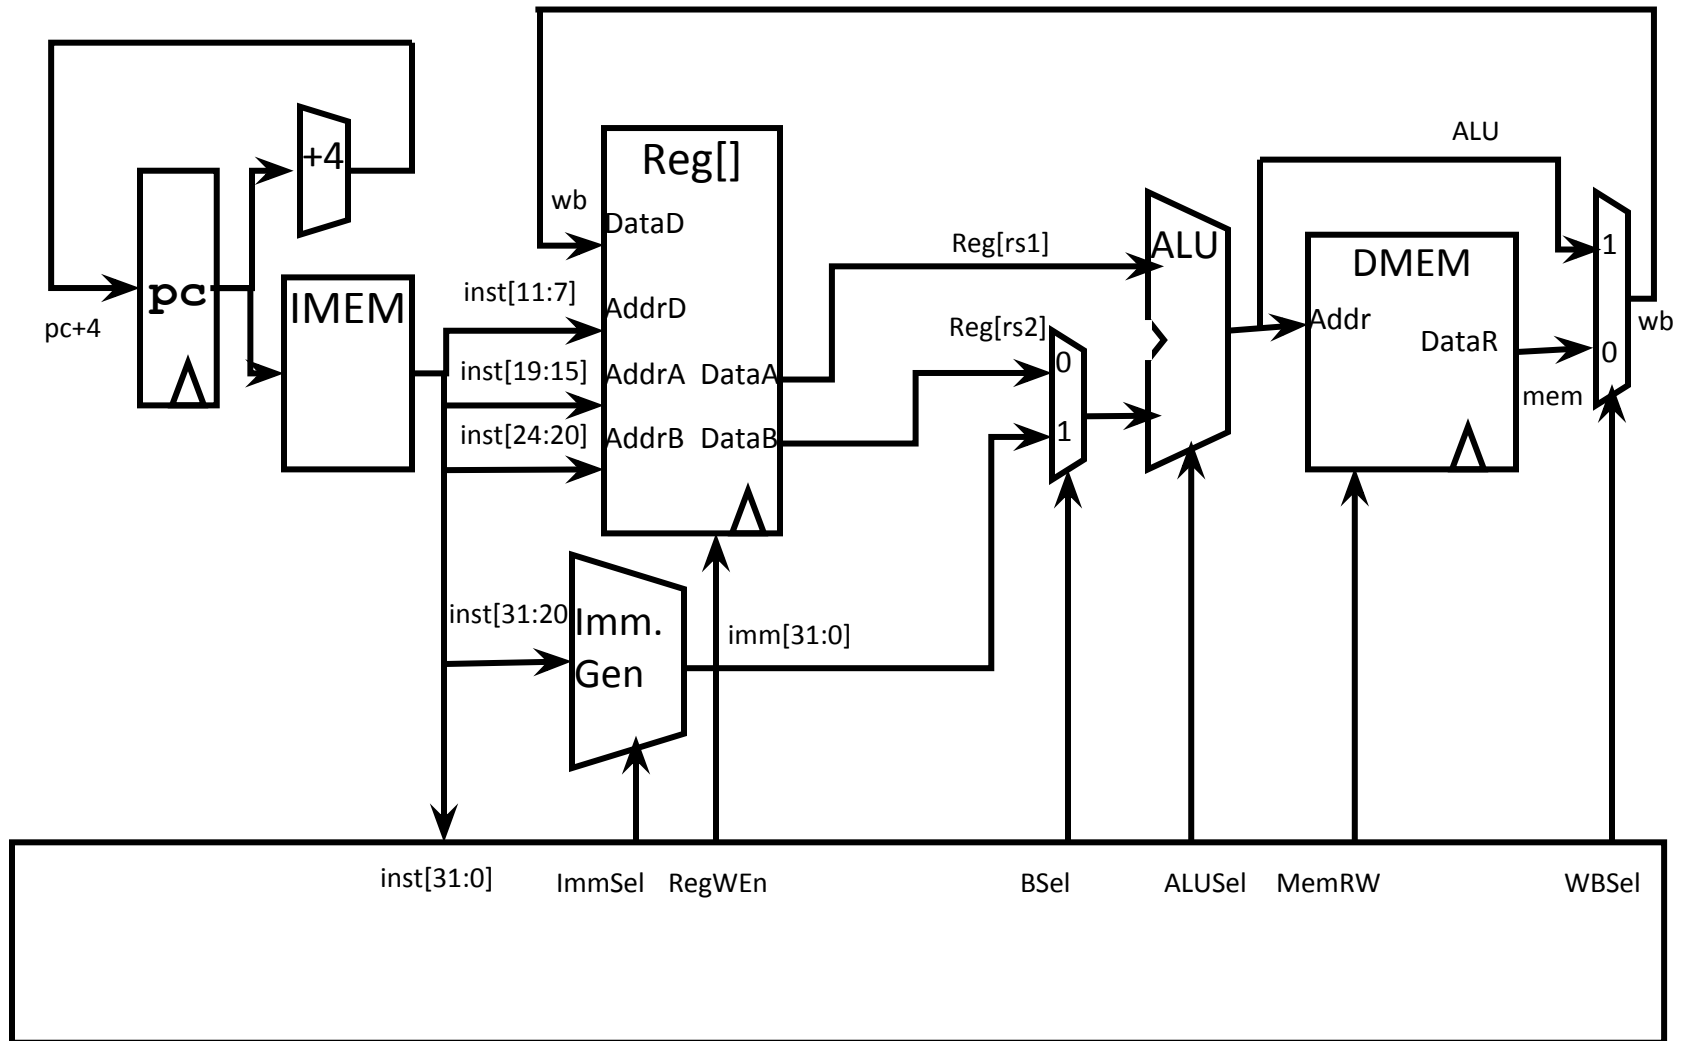 ALU
+4
Reg[]
wb
DataD
Reg[rs1]
ALU
1
DMEM
pc
IMEM
inst[11:7]
AddrD
Reg[rs2]
Addr
DataR
wb
pc+4
inst[19:15]
AddrA
DataA
0
0
mem
inst[24:20]
AddrB
DataB
1
inst[31:20
Imm.
Gen
imm[31:0]
inst[31:0]
ImmSel
RegWEn
BSel
ALUSel
MemRW
WBSel